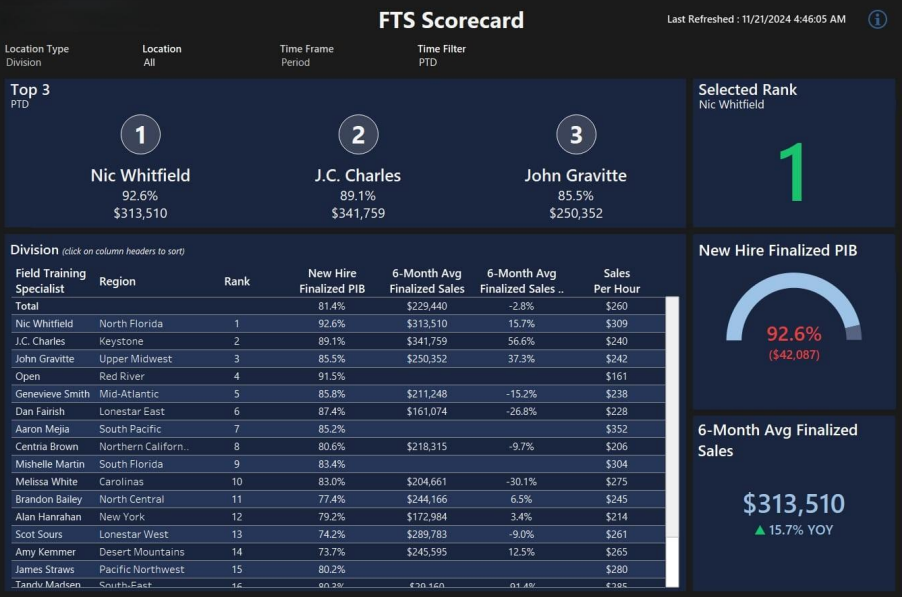 FTS Scorecard
Last Refreshed : 11/21/2024 4:46:05 AM
i
Location Type Location Time Frame Time Filter
Division All Period PTD
Top 3
PTD
1 2 3
Nic Whitfield J.C. Charles John Gravitte
92.6% 89.1% 85.5%
$313,510 $341,759 $250,352
Selected Rank
Nic Whitfield
1
Division (click on column headers to sort)
Field Training New Hire 6-Month Avg 6-Month Avg Sales
Specialist Region Rank Finalized PIB Finalized Sales Finalized Sales .. Per Hour
Total 81.4% $229,440 -2.8% $260
Nic Whitfield North Florida 1 92.6% $313,510 15.7% $309
J.C. Charles Keystone 2 89.1% $341,759 56.6% $240
John Gravitte Upper Midwest 3 85.5% $250,352 37.3% $242
Open Red River 4 91.5% $161
Genevieve Smith Mid-Atlantic 5 85.8% $211,248 -15.2% $238
Dan Fairish Lonestar East 6 87.4% $161,074 -26.8% $228
Aaron Mejia South Pacific 7 85.2% $352
Centria Brown Northern Californ.. 8 80.6% $218,315 -9.7% $206
Mishelle Martin South Florida 9 83.4% $304
Melissa White Carolinas 10 83.0% $204,661 -30.1% $275
Brandon Bailey North Central 11 77.4% $244,166 6.5% $245
Alan Hanrahan New York 12 79.2% $172,984 3.4% $214
Scot Sours Lonestar West 13 74.2% $289,783 -9.0% $261
Amy Kemmer Desert Mountains 14 73.7% $245,595 12.5% $265
James Straws Pacific Northwest 15 80.2% $280
Tandy Madsen South-East 16 80.3% $29,160 -91.4% $285
New Hire Finalized PIB
92.6%
($42,087)
6-Month Avg Finalized
Sales
$313,510
▲ 15.7% YOY